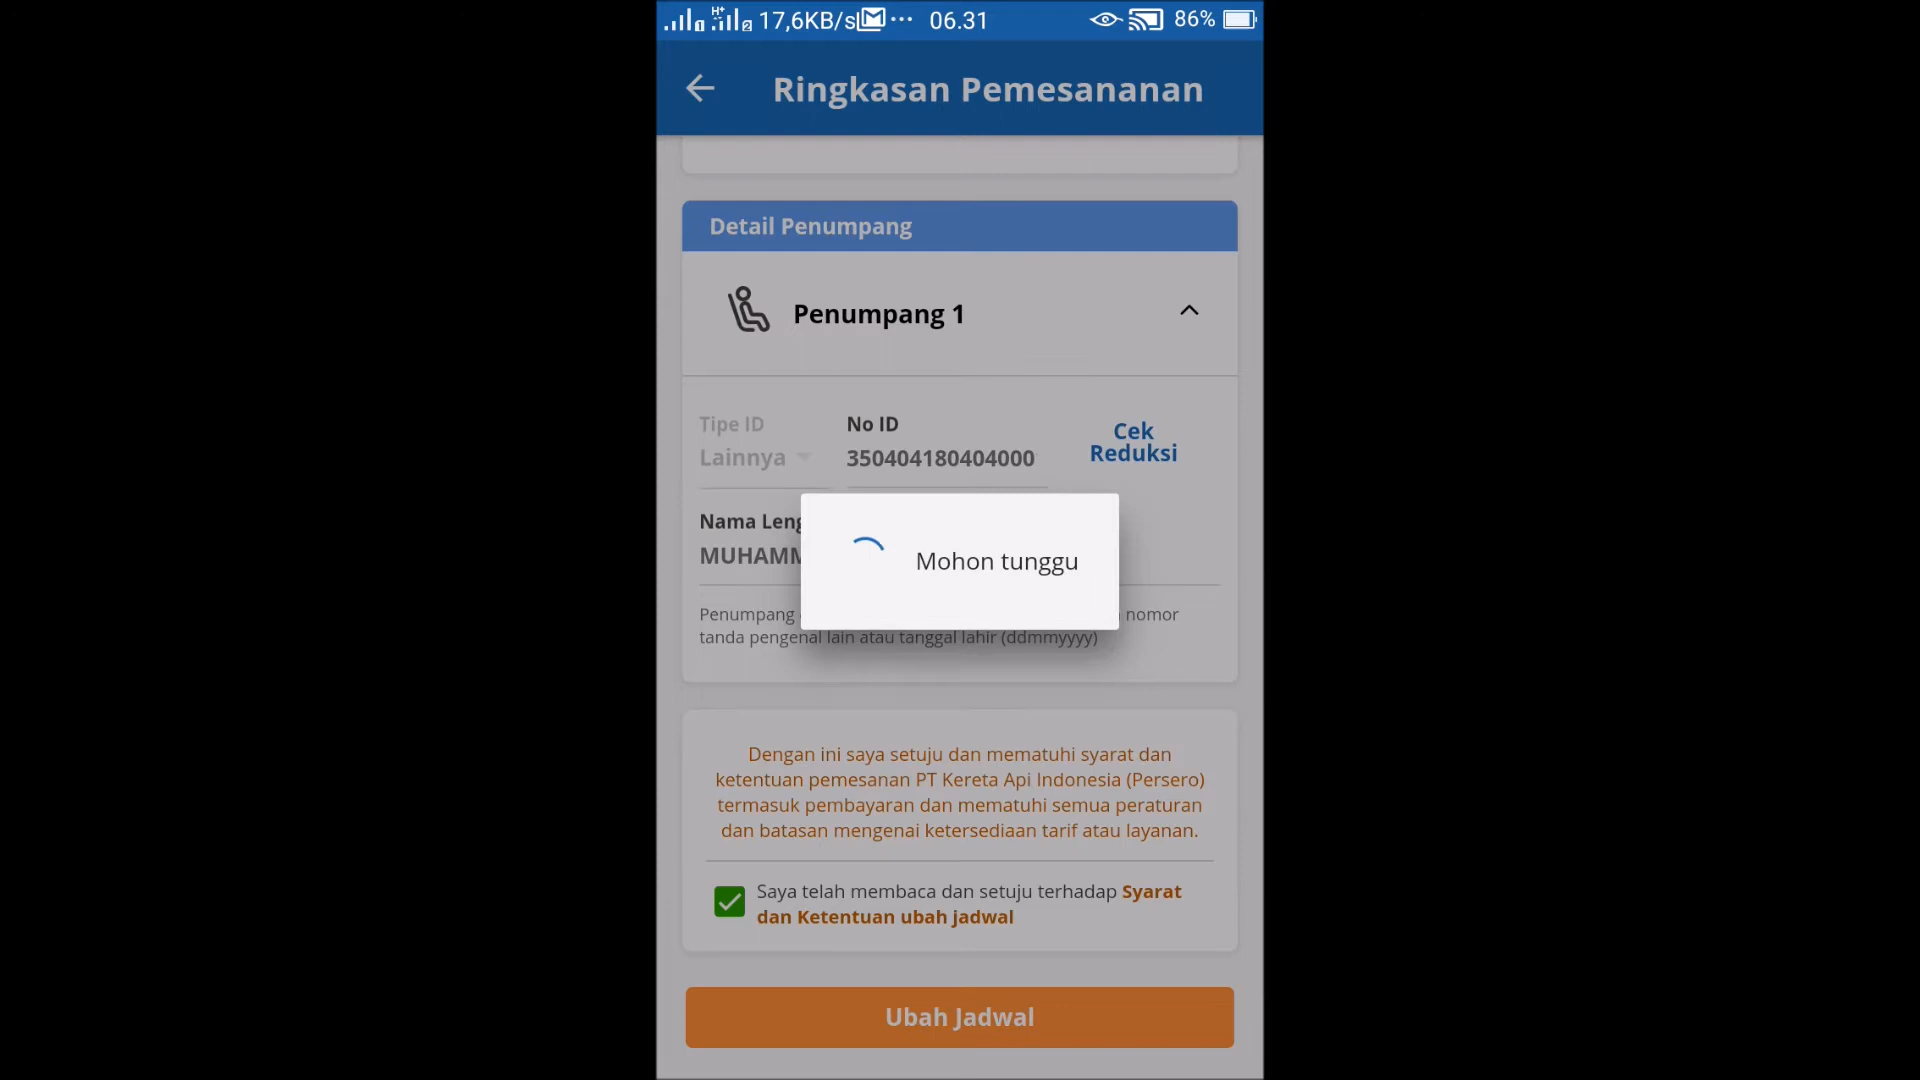 17,6KB/s ... 06.31 86%
Ringkasan Pemesananan
Detail Penumpang
Penumpang 1
Tipe ID No ID
Lainnya 350404180404000
Cek
Reduksi
Nama Leng
MUHAMM
Mohon tunggu
Penumpang nomor
tanda pengenal lain atau tanggal lahir (ddmmyyyy)
Dengan ini saya setuju dan mematuhi syarat dan
ketentuan pemesanan PT Kereta Api Indonesia (Persero)
termasuk pembayaran dan mematuhi semua peraturan
dan batasan mengenai ketersediaan tarif atau layanan.
Saya telah membaca dan setuju terhadap Syarat
dan Ketentuan ubah jadwal
Ubah Jadwal